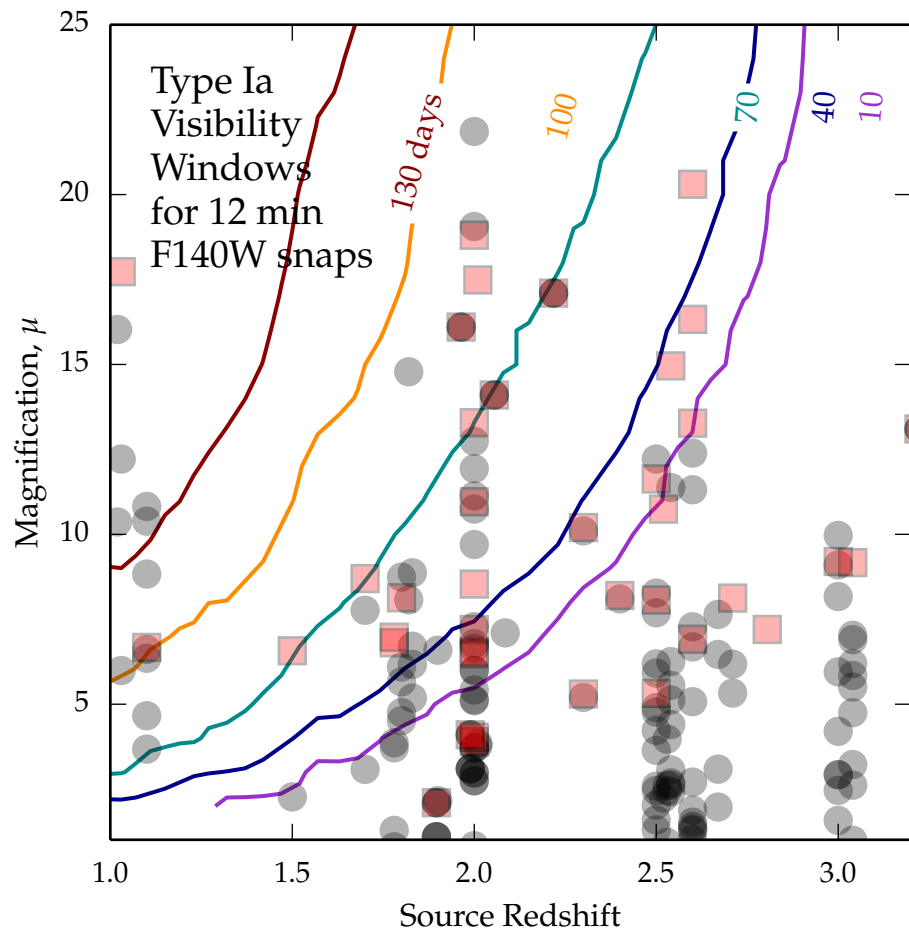 25
20
15
10
5
Magnification, μ
Type Ia
Visibility
Windows
for 12 min
F140W snaps
130 days
100
70
40
10
1.0
1.5
2.0
2.5
3.0
Source Redshift